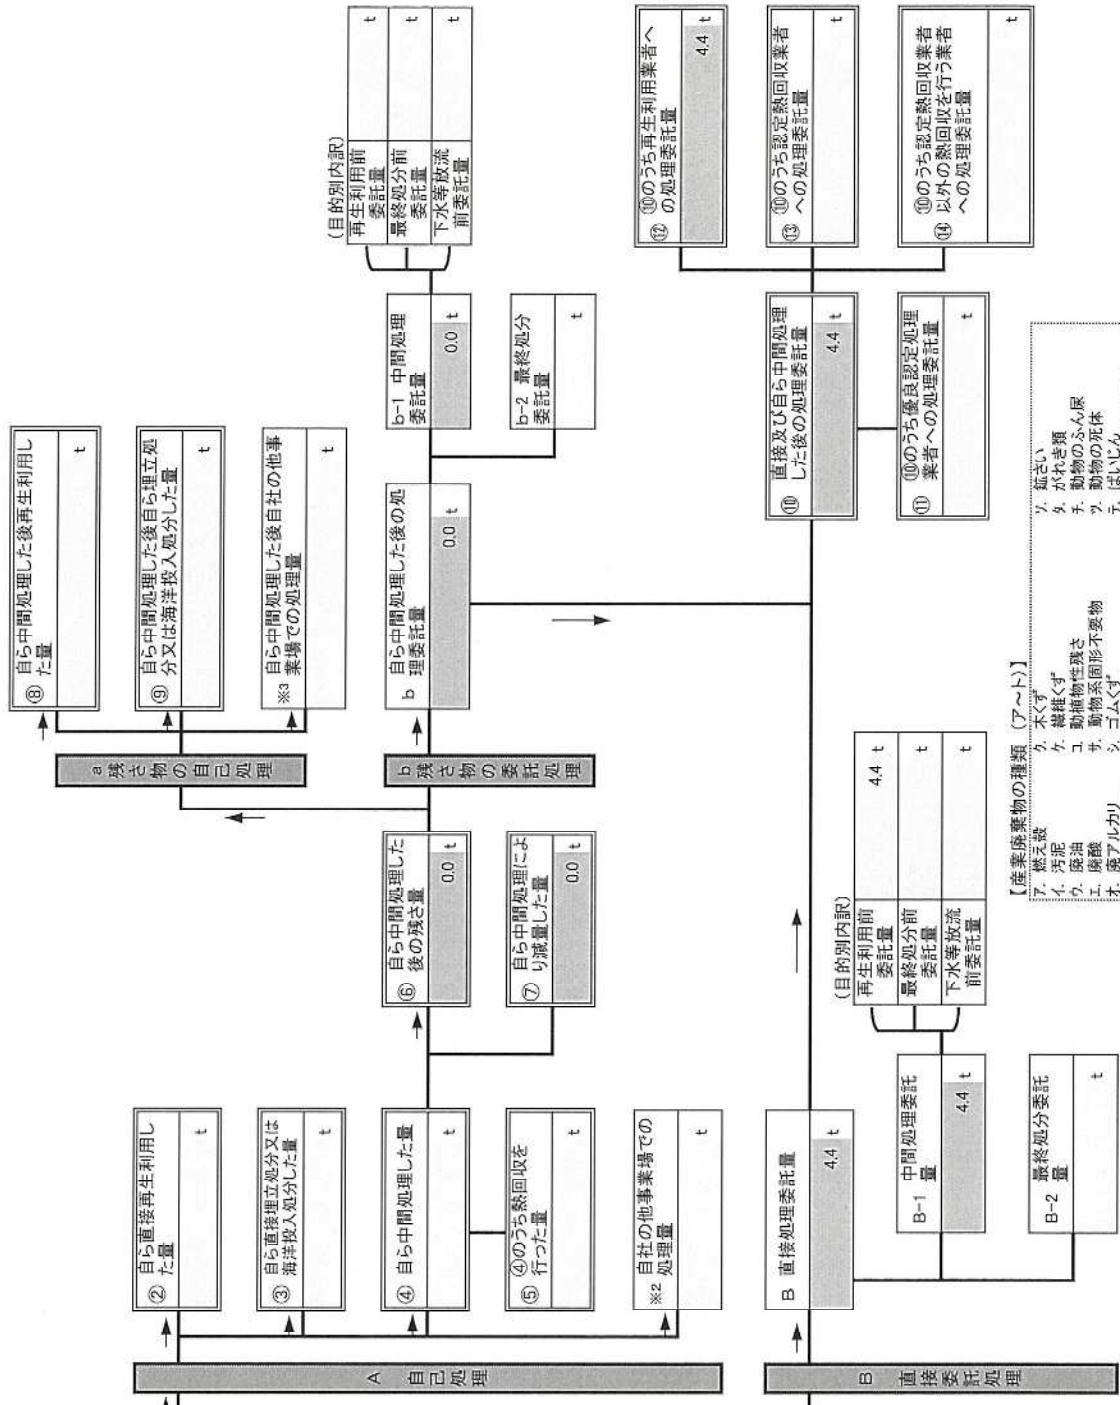 A 自己処理
② 自ら直接再生利用し
た量
t
③ 自ら直接埋立処分又は
海洋投入処分した量
t
④ 自ら中間処理した量
t
⑤ ④のうち熱回収を
行った量
t
※2 自社の他事業場での
処理量
t
⑥ 自ら中間処理した
後の残さ量
0.0 t
⑦ 自ら中間処理によ
り減量した量
0.0 t
a 残さ物の自己処理
⑧ 自ら中間処理した後再生利用し
た量
t
⑨ 自ら中間処理した後自ら埋立処
分又は海洋投入処分した量
t
※3 自ら中間処理した後自社の他事
業場での処理量
t
b 残さ物の委託処理
b 自ら中間処理した後の処
理委託量
0.0 t
b-1 中間処理
委託量
0.0 t
b-2 最終処分
委託量
t
(目的別内訳)
再生利用前
委託量
t
最終処分前
委託量
t
下水等放流
前委託量
t
B 直接委託処理
B 直接処理委託量
4.4 t
B-1 中間処理委託
量
4.4 t
B-2 最終処分委託
量
t
(目的別内訳)
再生利用前
委託量
4.4 t
最終処分前
委託量
t
下水等放流
前委託量
t
⑩ 直接及び自ら中間処理
した後の処理委託量
4.4 t
⑪ ⑩のうち優良認定処理
業者への処理委託量
t
⑫ ⑩のうち再生利用業者へ
の処理委託量
4.4 t
⑬ ⑩のうち認定熱回収業者
への処理委託量
t
⑭ ⑩のうち認定熱回収業者
以外の熱回収を行う業者
への処理委託量
t
【産業廃棄物の種類 (ア～ト)】
ア. 燃え殻 ク. 木くず ソ. 鉱さい
イ. 汚泥 ケ. 繊維くず タ. がれき類
ウ. 廃油 コ. 動植物性残さ チ. 動物のふん尿
エ. 廃酸 サ. 動物系固形不要物 ツ. 動物の死体
オ. 廃アルカリ シ. ゴムくず テ. ばいじん